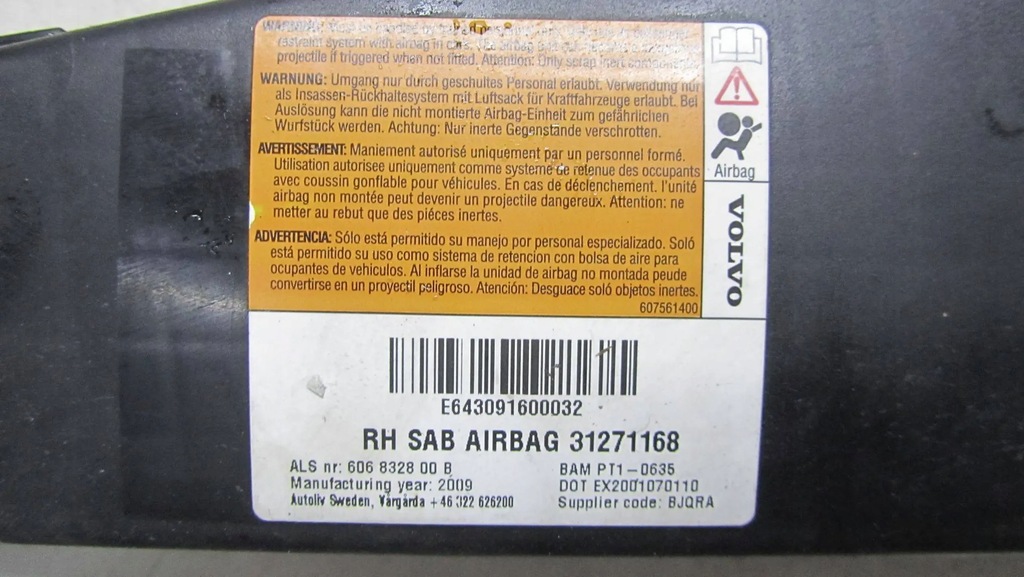 WARNING:
restraint system with airbag in cars. The airbag
projectile if triggered when not fitted. Attention: Only scrap inert components.
WARNUNG: Umgang nur durch geschultes Personal erlaubt. Verwendung nur
als Insassen-Rückhaltesystem mit Luftsack für Kraftfahrzeuge erlaubt. Bei
Auslösung kann die nicht montierte Airbag-Einheit zum gefährlichen
Wurfstück werden. Achtung: Nur inerte Gegenstände verschrotten.
AVERTISSEMENT: Maniement autorisé uniquement par un personnel formé.
Utilisation autorisee uniquement comme système de retenue des occupants
avec coussin gonflable pour véhicules. En cas de déclenchement. l'unité
airbag non montée peut devenir un projectile dangereux. Attention: ne
metter au rebut que des piéces inertes.
ADVERTENCIA: Sólo está permitido su manejo por personal especializado. Soló
está permitido su uso como sistema de retencion con bolsa de aire para
ocupantes de vehiculos. Al inflarse la unidad de airbag no montada peude
convertirse en un proyectil peligroso. Atención: Desguace soló objetos inertes.
607561400
Airbag
VOLVO
E643091600032
RH SAB AIRBAG 31271168
ALS nr: 606 8328 00 B
Manufacturing year: 2009
Autoliv Sweden, Vårgårda +46 322 626200
BAM PT1-0635
DOT EX2001070110
Supplier code: BJQRA